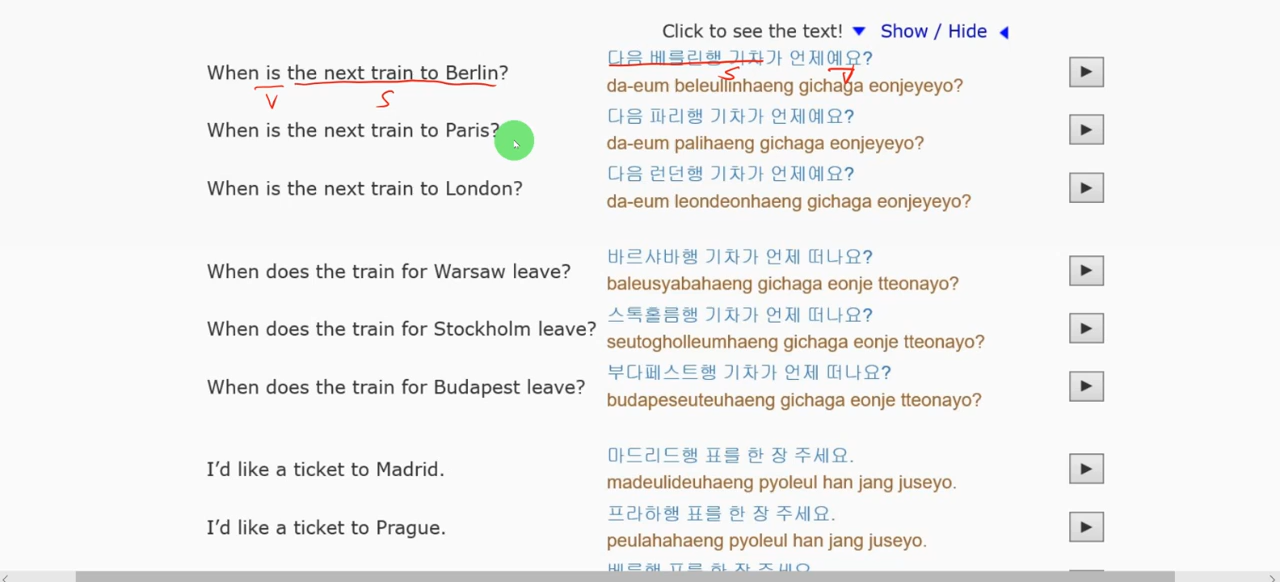 Click to see the text! ▼ Show / Hide ◀
When is the next train to Berlin?
V
S
다음 베를린행 기차가 언제예요?
S
V
da-eum beleullinhaeng gichaga eonjeyeyo?
When is the next train to Paris?
다음 파리행 기차가 언제예요?
da-eum palihaeng gichaga eonjeyeyo?
When is the next train to London?
다음 런던행 기차가 언제예요?
da-eum leondeonhaeng gichaga eonjeyeyo?
When does the train for Warsaw leave?
바르샤바행 기차가 언제 떠나요?
baleusyabahaeng gichaga eonje tteonayo?
When does the train for Stockholm leave?
스톡홀름행 기차가 언제 떠나요?
seutogholleumhaeng gichaga eonje tteonayo?
When does the train for Budapest leave?
부다페스트행 기차가 언제 떠나요?
budapeseuteuhaeng gichaga eonje tteonayo?
I’d like a ticket to Madrid.
마드리드행 표를 한 장 주세요.
madeulideuhaeng pyoleul han jang juseyo.
I’d like a ticket to Prague.
프라하행 표를 한 장 주세요.
peulahahaeng pyoleul han jang juseyo.
표를 한 장 주세요